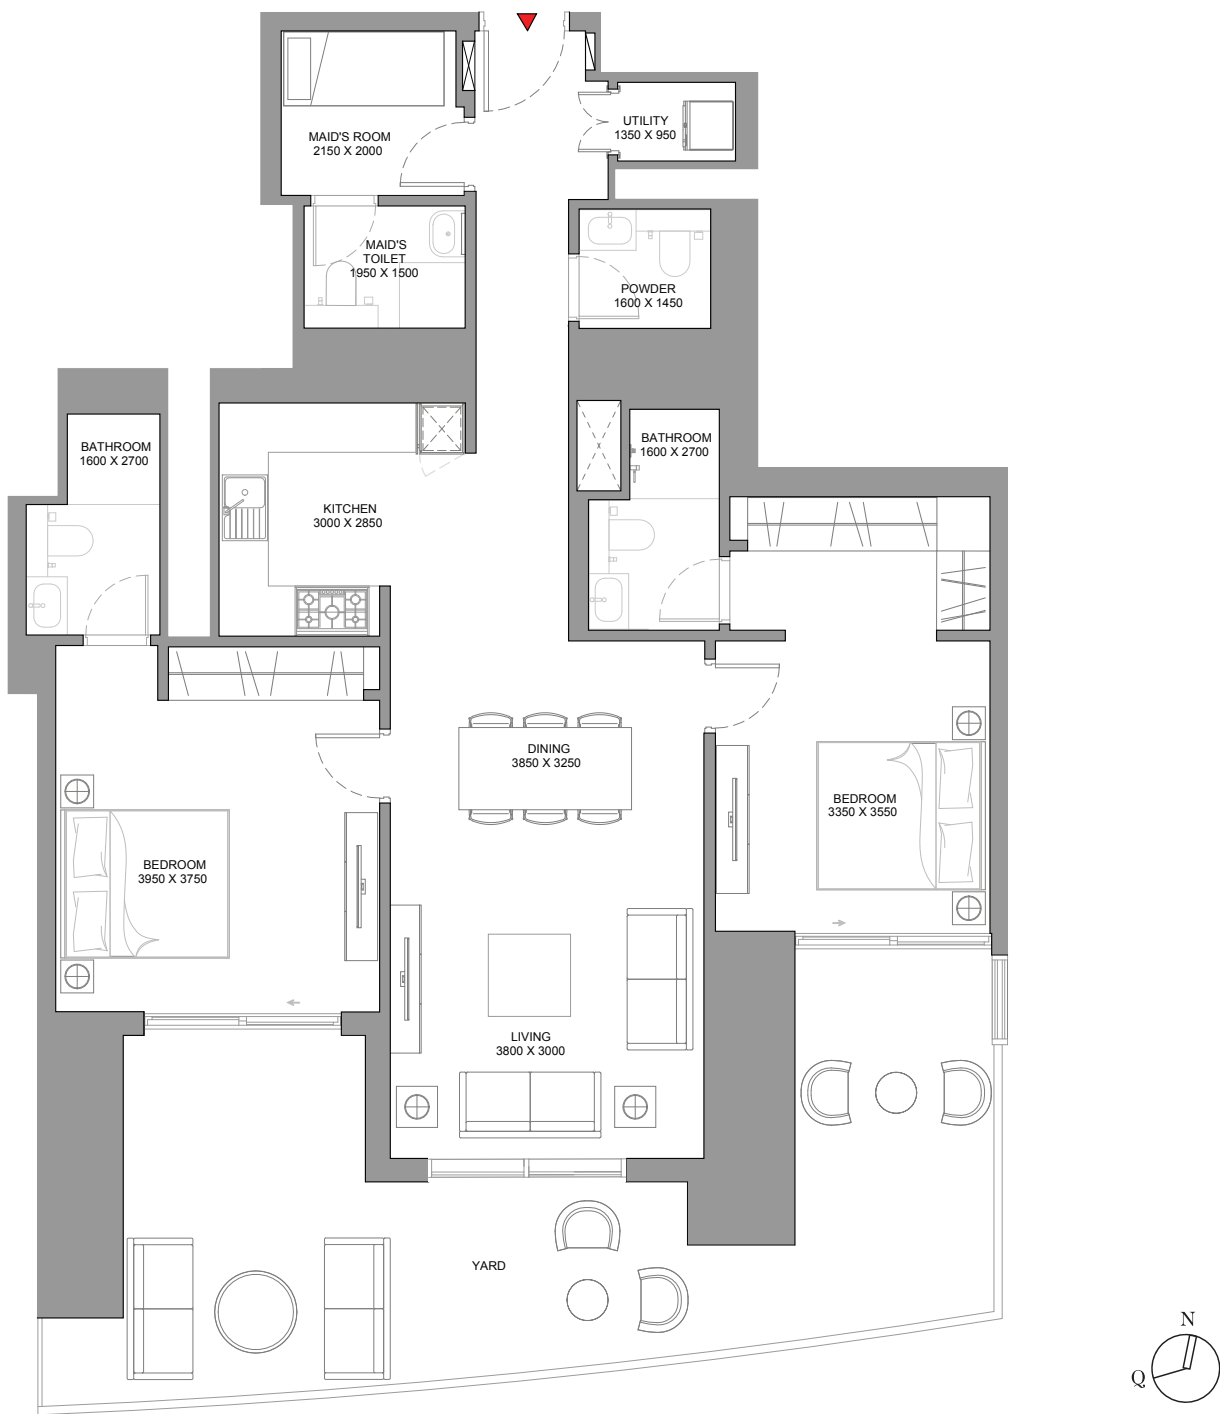 MAID'S ROOM
2150 X 2000
UTILITY
1350 X 950
MAID'S
TOILET
1950 X 1500
POWDER
1600 X 1450
BATHROOM
1600 X 2700
BATHROOM
1600 X 2700
KITCHEN
3000 X 2850
DINING
3850 X 3250
BEDROOM
3350 X 3550
BEDROOM
3950 X 3750
LIVING
3800 X 3000
YARD
N
Q